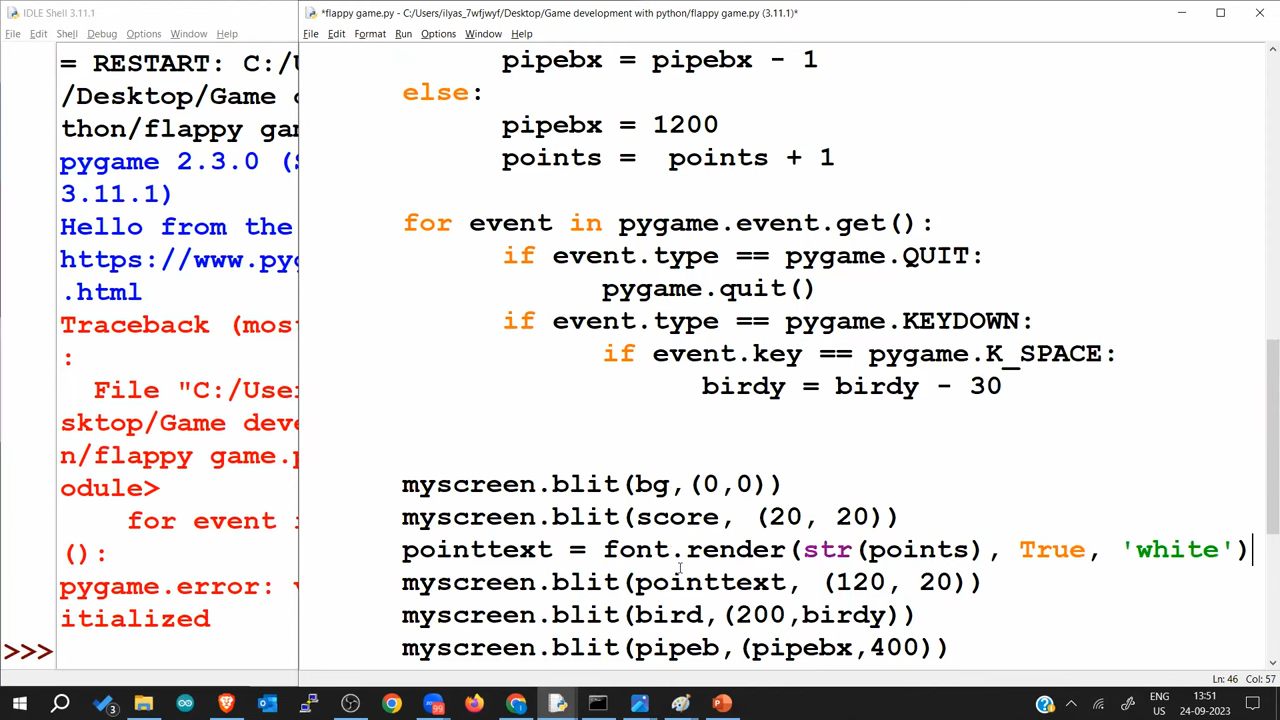 IDLE Shell 3.11.1
File Edit Shell Debug Options Window Help
= RESTART: C:/U
/Desktop/Game
thon/flappy
pygame 2.3.0
3.11.1)
Hello from the
https://www.
.html
Traceback
:
File "C:/
sktop/Game
n/flappy game.
odule>
for event
():
pygame.error:
itialized
>>>
*flappy game.py - C:/Users/ilyas_7wfjwyf/Desktop/Game development with python/flappy game.py (3.11.1)*
File Edit Format Run Options Window Help
pipebx = pipebx - 1
else:
pipebx = 1200
points =  points + 1
for event in pygame.event.get():
if event.type == pygame.QUIT:
pygame.quit()
if event.type == pygame.KEYDOWN:
if event.key == pygame.K_SPACE:
birdy = birdy - 30
myscreen.blit(bg,(0,0))
myscreen.blit(score, (20, 20))
pointtext = font.render(str(points), True, 'white')
myscreen.blit(pointtext, (120, 20))
myscreen.blit(bird,(200,birdy))
myscreen.blit(pipeb,(pipebx,400))
Ln: 46 Col: 57
3
99
ENG
US
13:51
24-09-2023